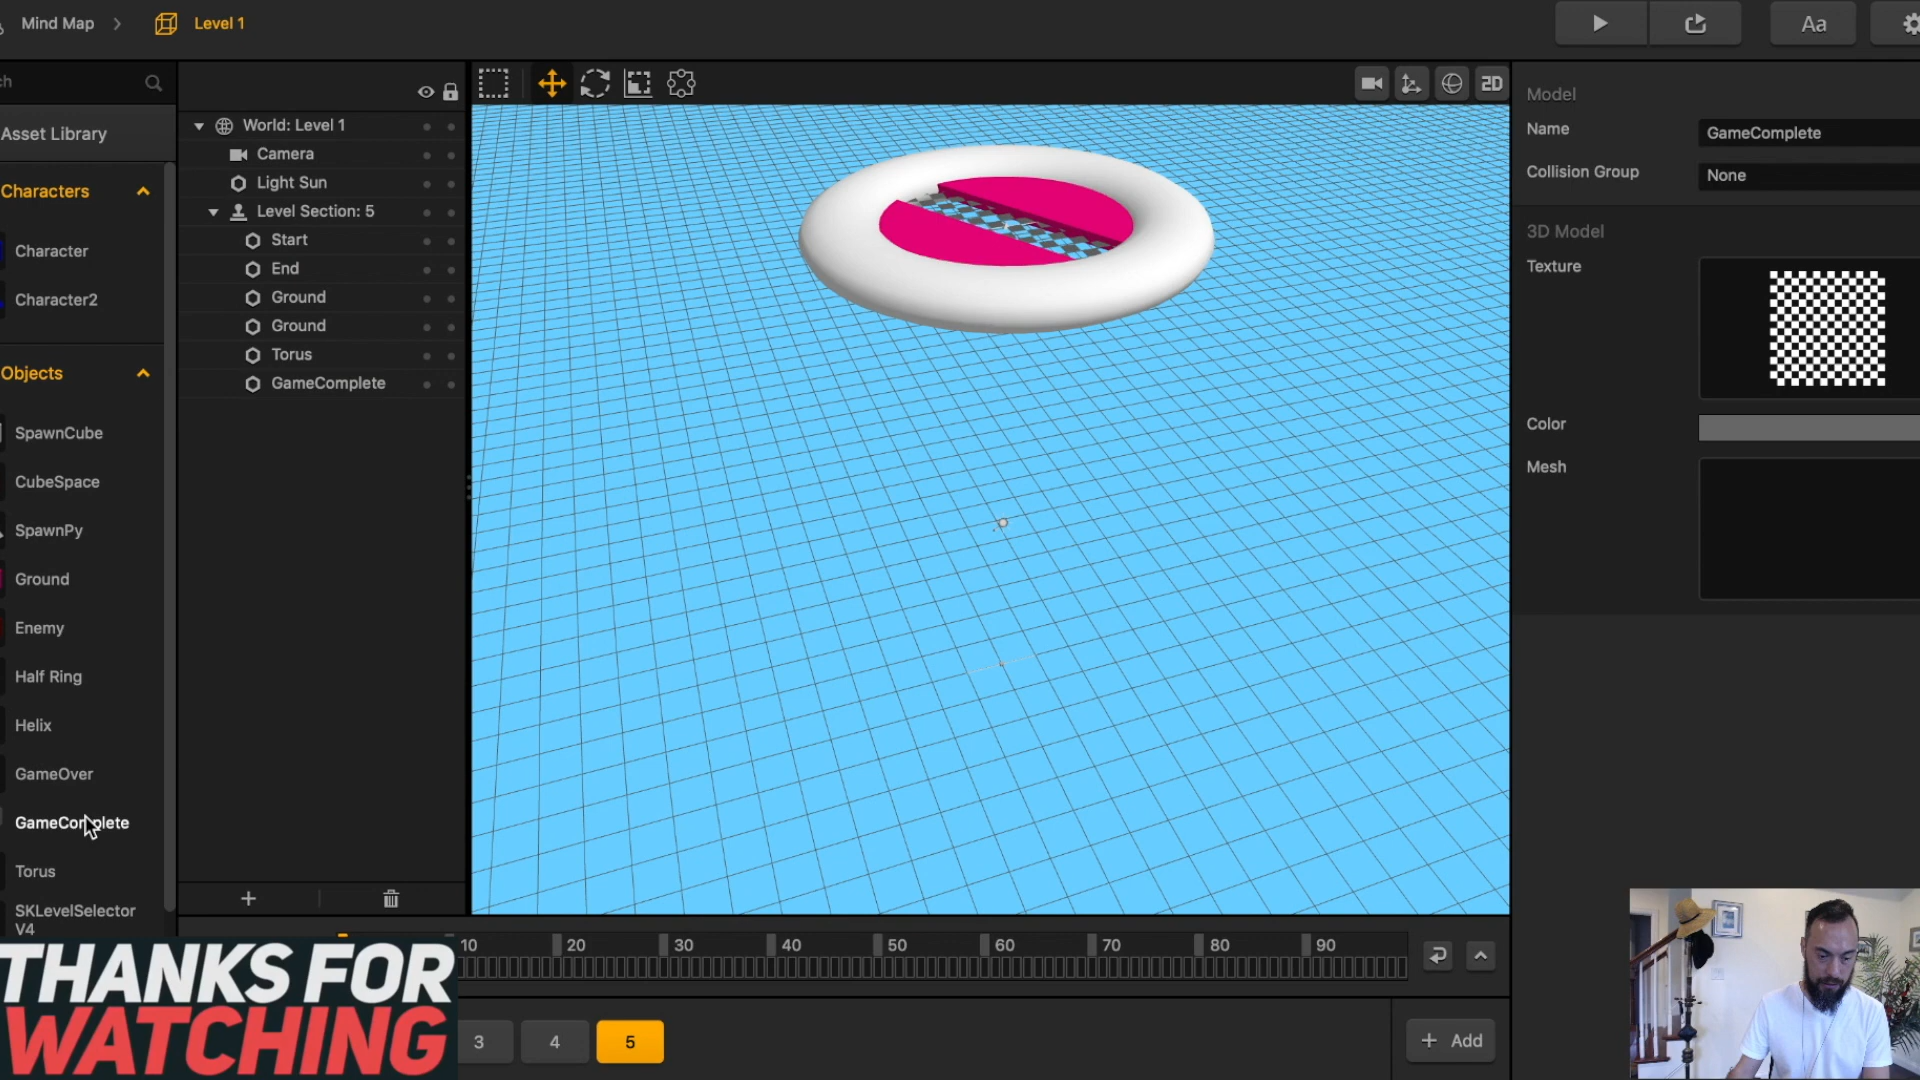 Mind Map
Level 1
Aa
ch
Asset Library
Characters
Character
Character2
Objects
SpawnCube
CubeSpace
SpawnPy
Ground
Enemy
Half Ring
Helix
GameOver
GameComplete
Torus
SKLevelSelector
V4
World: Level 1
Camera
Light Sun
Level Section: 5
Start
End
Ground
Ground
Torus
GameComplete
2D
Model
Name
GameComplete
Collision Group
None
3D Model
Texture
Color
Mesh
10 20 30 40 50 60 70 80 90
3 4 5
Add
THANKS FOR
WATCHING